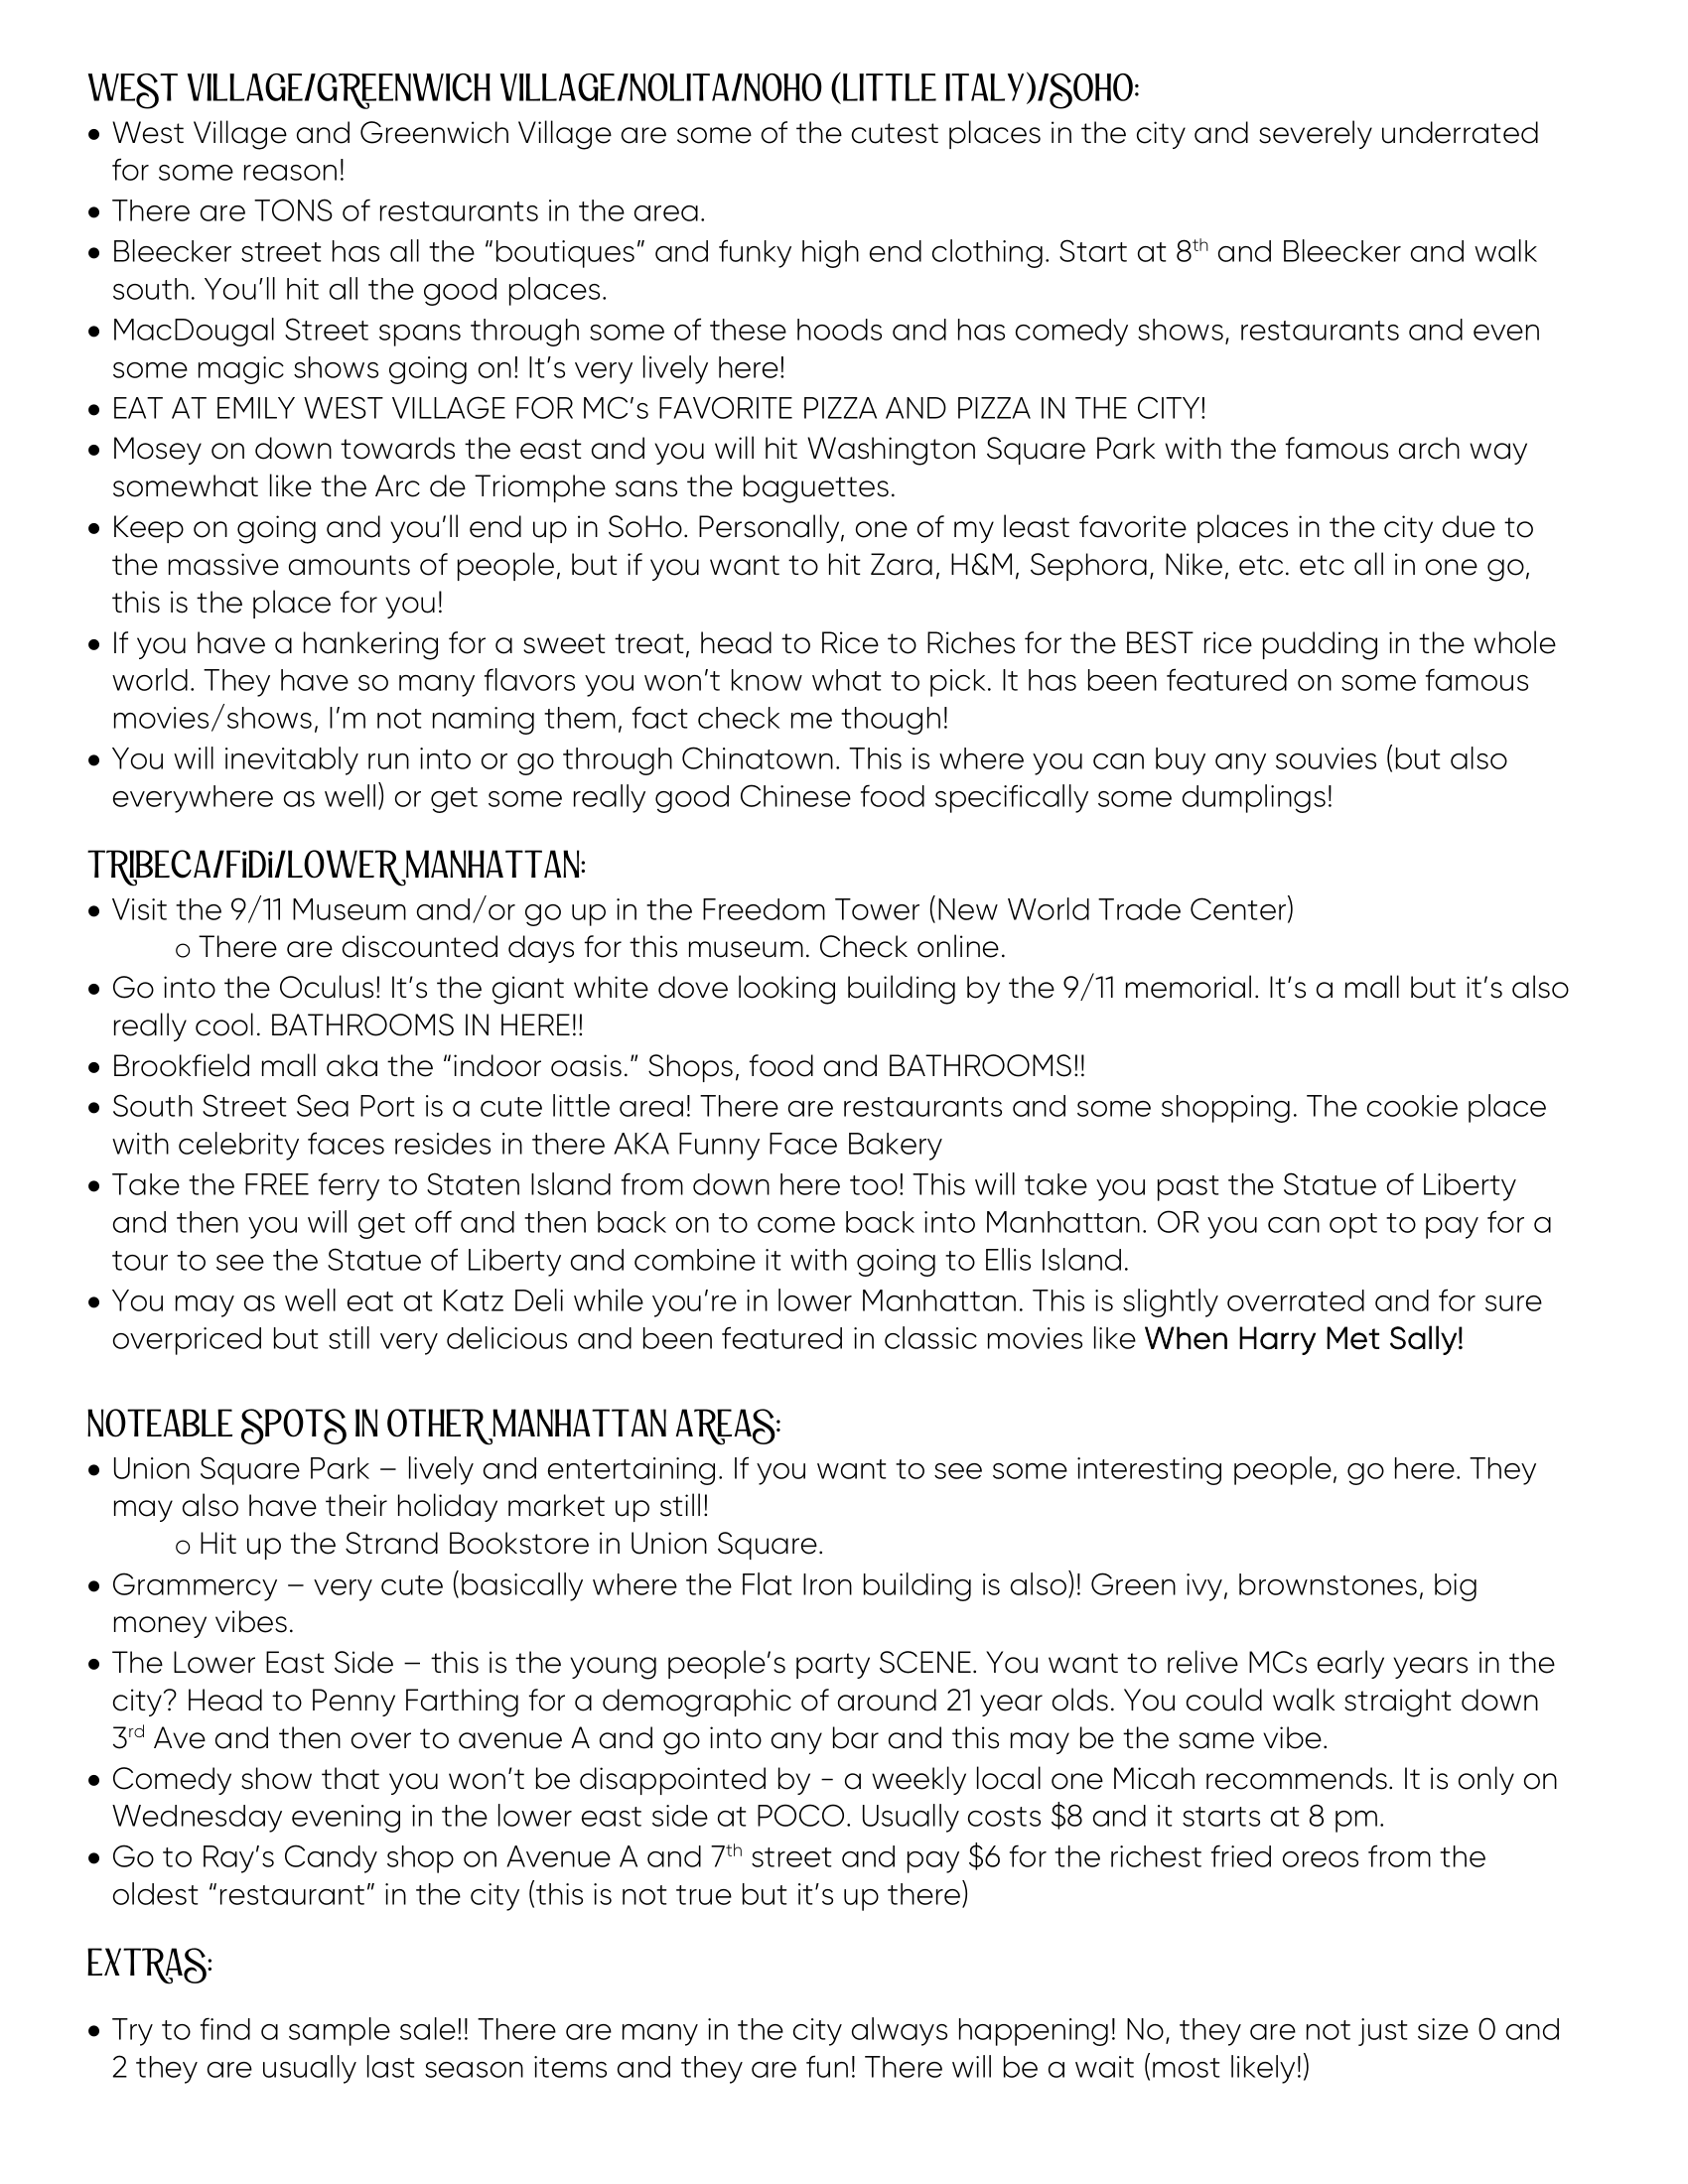 WEST VILLAGE/GREENWICH VILLAGE/NOLITA/NOHO (LITTLE ITALY)/SOHO:
• West Village and Greenwich Village are some of the cutest places in the city and severely underrated
for some reason!
• There are TONS of restaurants in the area.
• Bleecker street has all the “boutiques” and funky high end clothing. Start at 8th and Bleecker and walk
south. You’ll hit all the good places.
• MacDougal Street spans through some of these hoods and has comedy shows, restaurants and even
some magic shows going on! It’s very lively here!
• EAT AT EMILY WEST VILLAGE FOR MC’s FAVORITE PIZZA AND PIZZA IN THE CITY!
• Mosey on down towards the east and you will hit Washington Square Park with the famous arch way
somewhat like the Arc de Triomphe sans the baguettes.
• Keep on going and you’ll end up in SoHo. Personally, one of my least favorite places in the city due to
the massive amounts of people, but if you want to hit Zara, H&M, Sephora, Nike, etc. etc all in one go,
this is the place for you!
• If you have a hankering for a sweet treat, head to Rice to Riches for the BEST rice pudding in the whole
world. They have so many flavors you won’t know what to pick. It has been featured on some famous
movies/shows, I’m not naming them, fact check me though!
• You will inevitably run into or go through Chinatown. This is where you can buy any souvies (but also
everywhere as well) or get some really good Chinese food specifically some dumplings!
TRIBECA/FiDi/LOWER MANHATTAN:
• Visit the 9/11 Museum and/or go up in the Freedom Tower (New World Trade Center)
o There are discounted days for this museum. Check online.
• Go into the Oculus! It’s the giant white dove looking building by the 9/11 memorial. It’s a mall but it’s also
really cool. BATHROOMS IN HERE!!
• Brookfield mall aka the “indoor oasis.” Shops, food and BATHROOMS!!
• South Street Sea Port is a cute little area! There are restaurants and some shopping. The cookie place
with celebrity faces resides in there AKA Funny Face Bakery
• Take the FREE ferry to Staten Island from down here too! This will take you past the Statue of Liberty
and then you will get off and then back on to come back into Manhattan. OR you can opt to pay for a
tour to see the Statue of Liberty and combine it with going to Ellis Island.
• You may as well eat at Katz Deli while you’re in lower Manhattan. This is slightly overrated and for sure
overpriced but still very delicious and been featured in classic movies like When Harry Met Sally!
NOTEABLE SPOTS IN OTHER MANHATTAN AREAS:
• Union Square Park – lively and entertaining. If you want to see some interesting people, go here. They
may also have their holiday market up still!
o Hit up the Strand Bookstore in Union Square.
• Grammercy – very cute (basically where the Flat Iron building is also)! Green ivy, brownstones, big
money vibes.
• The Lower East Side – this is the young people’s party SCENE. You want to relive MCs early years in the
city? Head to Penny Farthing for a demographic of around 21 year olds. You could walk straight down
3rd Ave and then over to avenue A and go into any bar and this may be the same vibe.
• Comedy show that you won’t be disappointed by - a weekly local one Micah recommends. It is only on
Wednesday evening in the lower east side at POCO. Usually costs $8 and it starts at 8 pm.
• Go to Ray’s Candy shop on Avenue A and 7th street and pay $6 for the richest fried oreos from the
oldest “restaurant” in the city (this is not true but it’s up there)
EXTRAS:
• Try to find a sample sale!! There are many in the city always happening! No, they are not just size 0 and
2 they are usually last season items and they are fun! There will be a wait (most likely!)